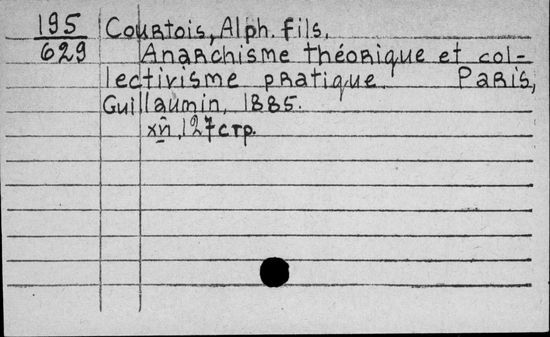 195 Courtois, Alph. fils.
629 Anarchisme théorique et col-
lectivisme pratique. Paris,
Guillaumin, 1885.
XII, 127 стр.